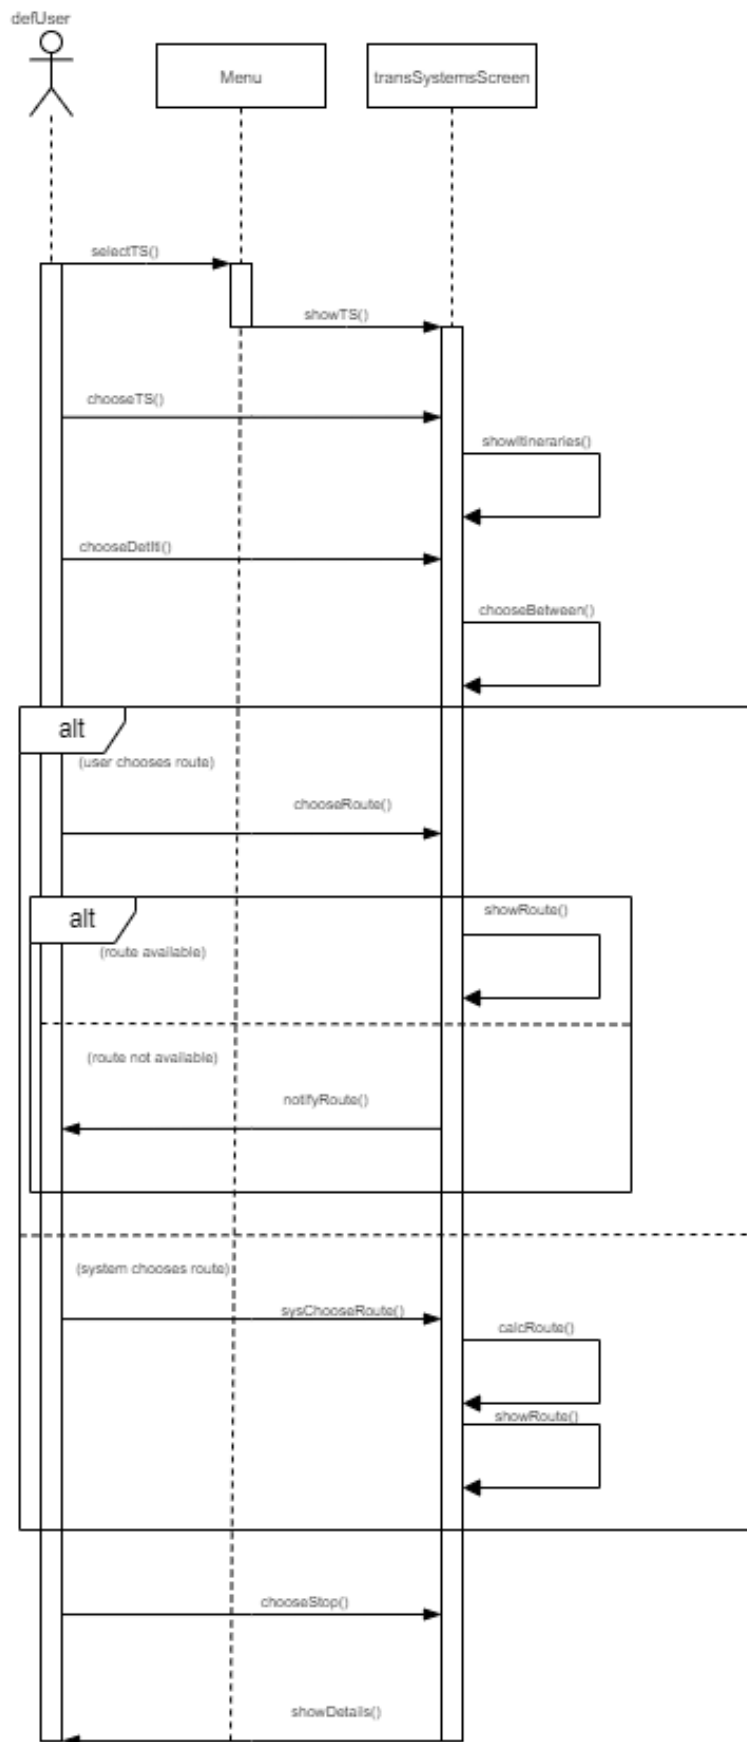 defUser
Menu
transSystemsScreen
selectTS()
showTS()
chooseTS()
showItineraries()
chooseDetIti()
chooseBetween()
alt
(user chooses route)
chooseRoute()
alt
showRoute()
(route available)
(route not available)
notifyRoute()
(system chooses route)
sysChooseRoute()
calcRoute()
showRoute()
chooseStop()
showDetails()